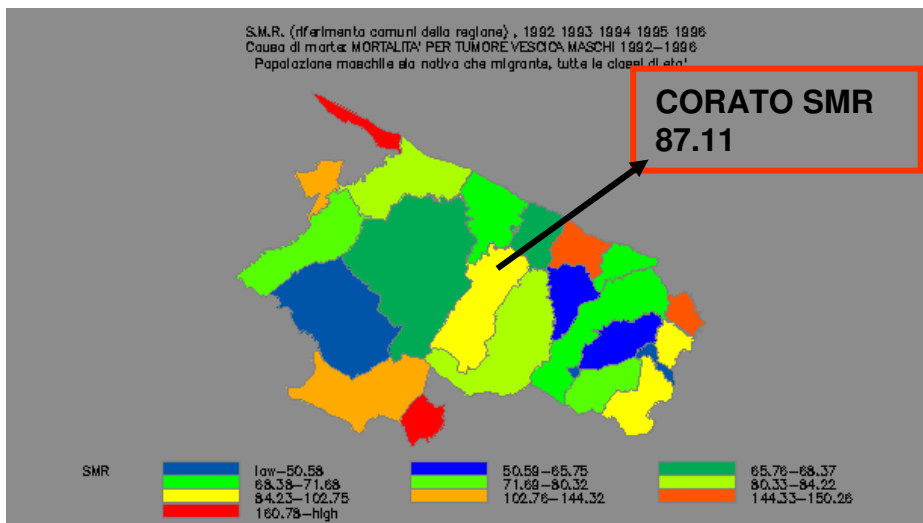 S.M.R. (riferimento comuni della regione) , 1992 1993 1994 1995 1996
Causa di morte: MORTALITA' PER TUMORE VESCICA MASCHI 1992-1996
Popolazione maschile sia nativa che migrante, tutte le classi di eta'
CORATO SMR
87.11
SMR
low-50.58
50.59-65.75
65.76-68.37
68.38-71.68
71.69-80.32
80.33-84.22
84.23-102.75
102.76-144.32
144.33-150.26
160.78-high